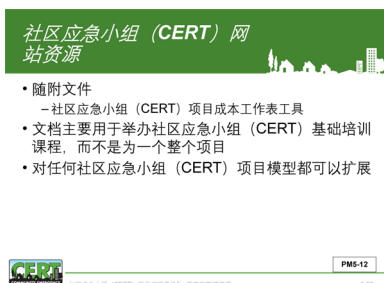 社区应急小组（CERT）网
站资源
• 随附文件
–社区应急小组（CERT）项目成本工作表工具
• 文档主要用于举办社区应急小组（CERT）基础培训
课程，而不是为一个整个项目
• 对任何社区应急小组（CERT）项目模型都可以扩展
PM5-12
CERT